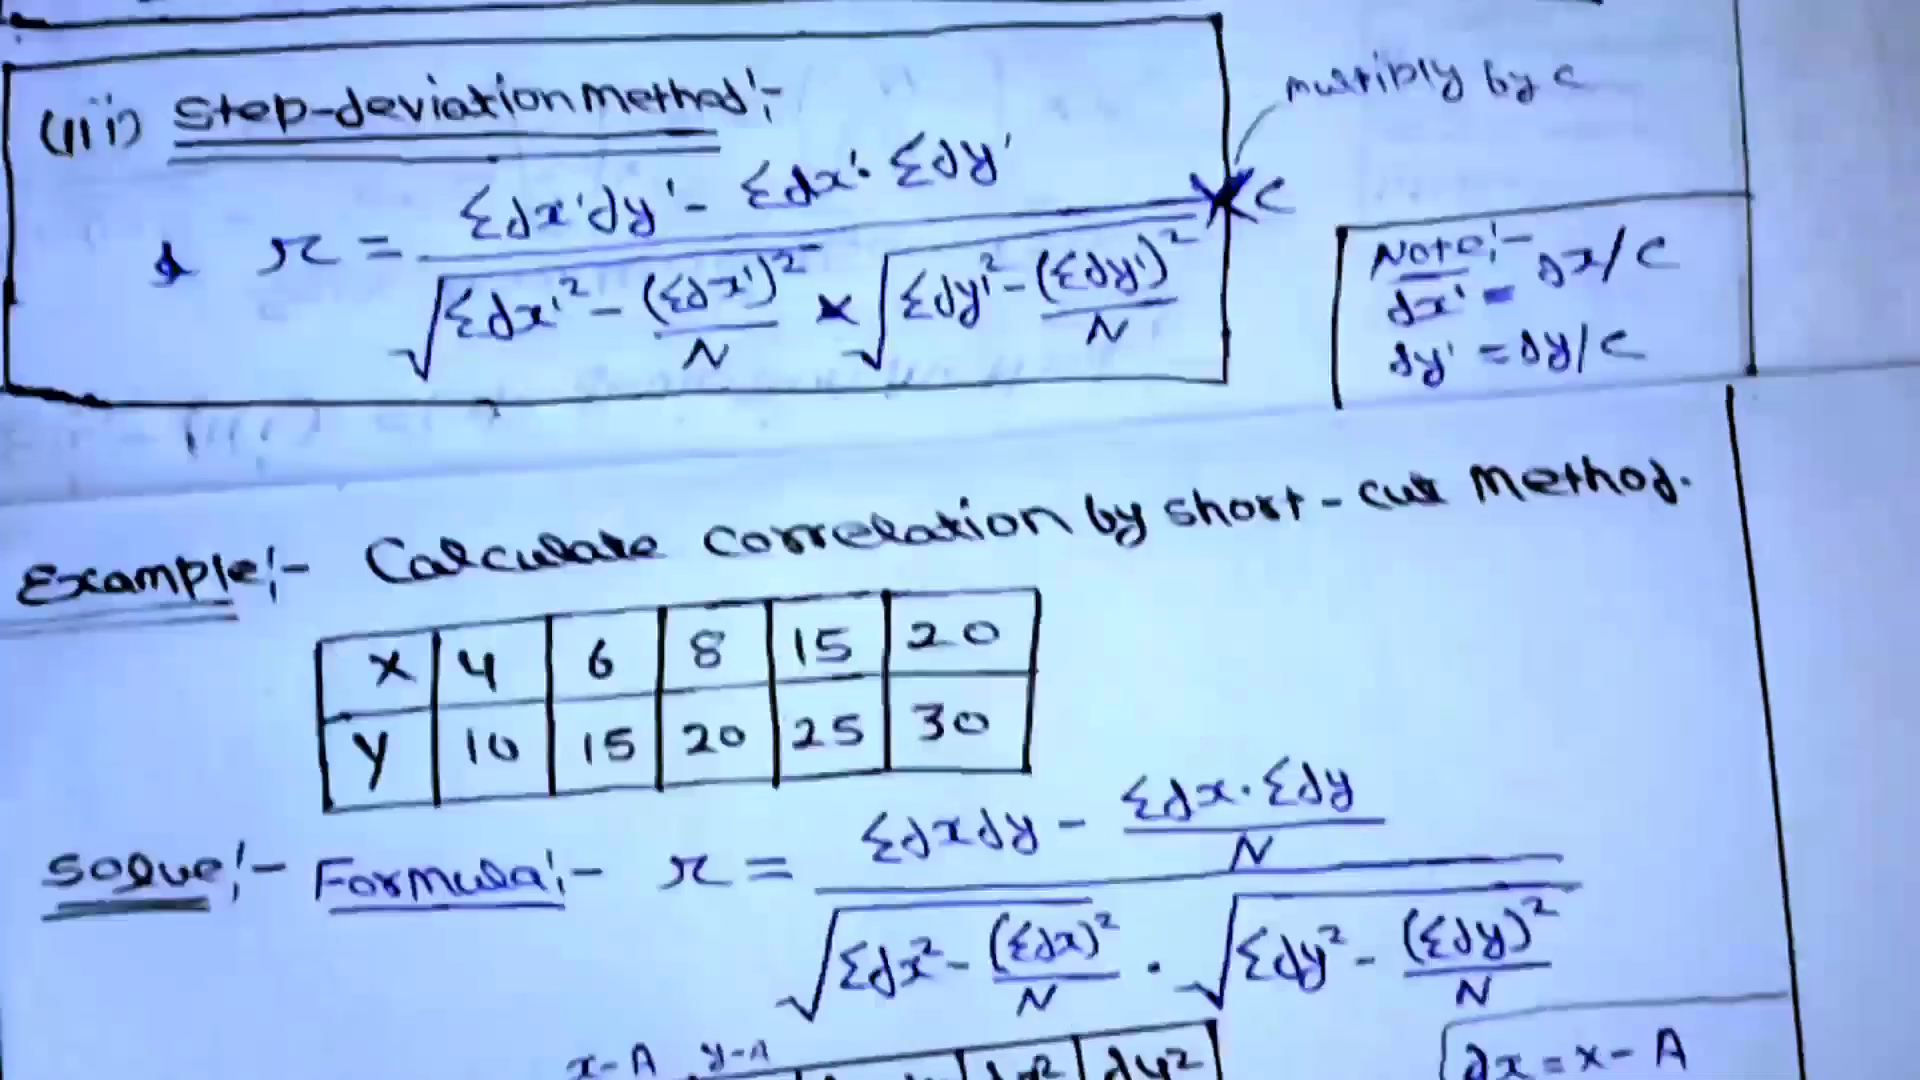 (iii) Step-deviation method:-
multiply by c
r = Σdx'dy' - Σdx'. Σdy' / √Σdx'² - (Σdx')²/N × √Σdy'² - (Σdy')²/N × c
Note:-
dx' = dx/c
dy' = dy/c
Example:- Calculate correlation by short-cut method.
X 4 6 8 15 20
Y 10 15 20 25 30
Solve:- Formula:- r = Σdxdy - Σdx.Σdy/N / √Σdx² - (Σdx)²/N . √Σdy² - (Σdy)²/N
x-A y-A dx² dy²
dx = x-A